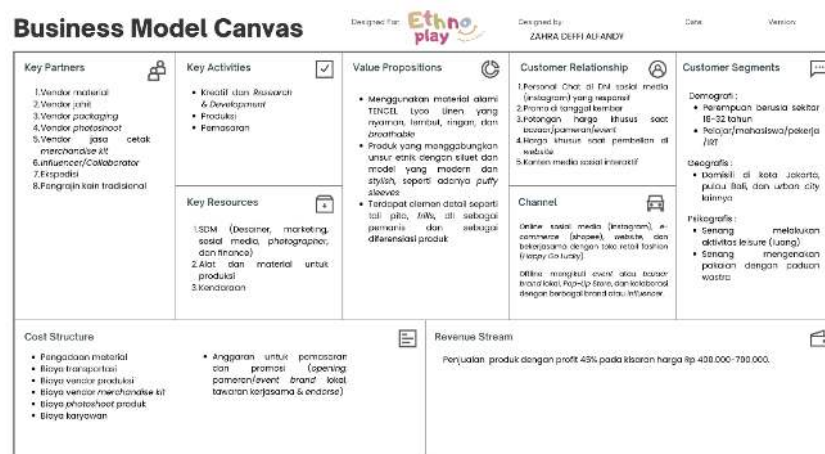 Business Model Canvas
Designed For:
Ethno
play
Designed by:
ZAHRA DEFFI ALFANDY
Date:
Version:
Key Partners
1.Vendor material
2.Vendor jahit
3.Vendor packaging
4.Vendor photoshoot
5.Vendor jasa cetak
merchandise kit
6.Influencer/Collaborator
7.Ekspedisi
8.Pengrajin kain tradisional
Key Activities
• Kreatif dan Research
& Development
• Produksi
• Pemasaran
Key Resources
1.SDM (Desainer, marketing,
sosial media, photographer,
dan finance)
2.Alat dan material untuk
produksi
3.Kendaraan
Value Propositions
• Menggunakan material alami
TENCEL Lyco Linen yang
nyaman, lembut, ringan, dan
breathable
• Produk yang menggabungkan
unsur etnik dengan siluet dan
model yang modern dan
stylish, seperti adanya puffy
sleeves
• Terdapat elemen detail seperti
tali pita, frills, dll sebagai
pemanis dan sebagai
diferensiasi produk
Customer Relationship
1.Personal Chat di DM sosial media
(instagram) yang responsif
2.Promo di tanggal kembar
3.Potongan harga khusus saat
bazaar/pameran/event
4.Harga khusus saat pembelian di
website
5.Konten media sosial interaktif
Channel
Online: sosial media (instagram), e-
commerce (shopee), website, dan
bekerjasama dengan toko retail fashion
(Happy Go lucky).
Offline: mengikuti event atau bazaar
brand lokal, Pop-Up Store, dan kolaborasi
dengan berbagai brand atau influencer.
Customer Segments
Demografi :
• Perempuan berusia sekitar
18-32 tahun
• Pelajar/mahasiswa/pekerja
/IRT
Geografis :
• Domisili di kota Jakarta,
pulau Bali, dan urban city
lainnya
Psikografis :
• Senang melakukan
aktivitas leisure (luang)
• Senang mengenakan
pakaian dengan paduan
wastra
Cost Structure
• Pengadaan material
• Biaya transportasi
• Biaya vendor produksi
• Biaya vendor merchandise kit
• Biaya photoshoot produk
• Biaya karyawan
• Anggaran untuk pemasaran
dan promosi (opening
pameran/event brand lokal,
tawaran kerjasama & endorse)
Revenue Stream
Penjualan produk dengan profit 45% pada kisaran harga Rp 400.000-700.000.